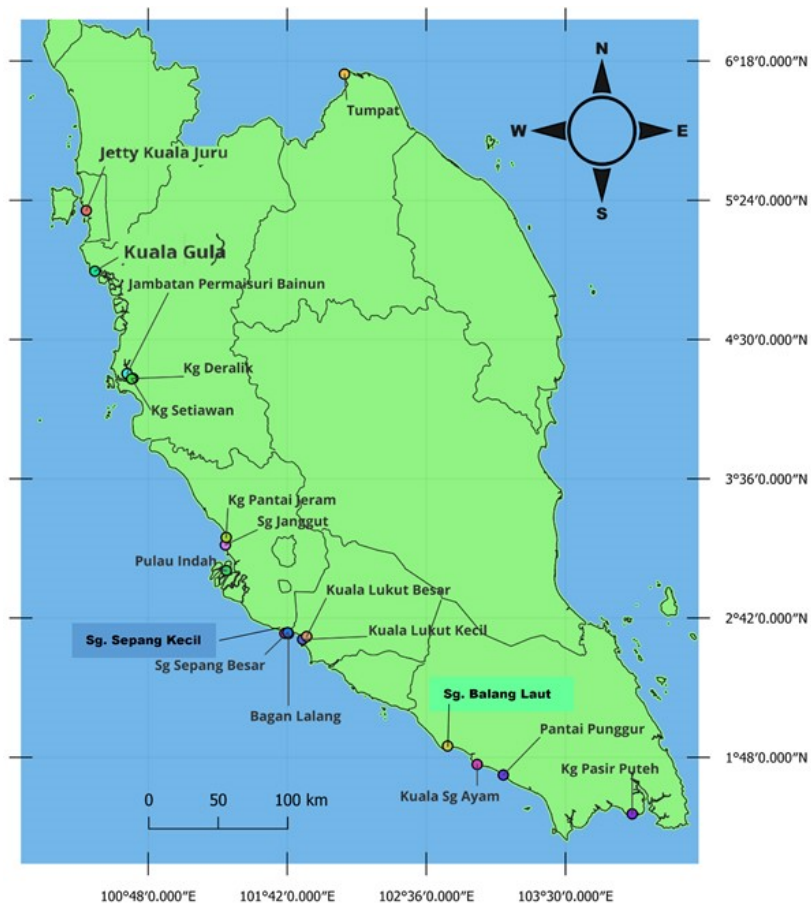 N
6°18'0.000"N
Tumpat
W
E
Jetty Kuala Juru
S
5°24'0.000"N
Kuala Gula
Jambatan Permaisuri Bainun
4°30'0.000"N
Kg Deralik
Kg Setiawan
3°36'0.000"N
Kg Pantai Jeram
Sg Janggut
Pulau Indah
Kuala Lukut Besar
2°42'0.000"N
Kuala Lukut Kecil
Sg. Sepang Kecil
Sg Sepang Besar
Sg. Balang Laut
Bagan Lalang
Pantai Punggur
1°48'0.000"N
Kg Pasir Puteh
Kuala Sg Ayam
0 50 100 km
100°48'0.000"E 101°42'0.000"E 102°36'0.000"E 103°30'0.000"E